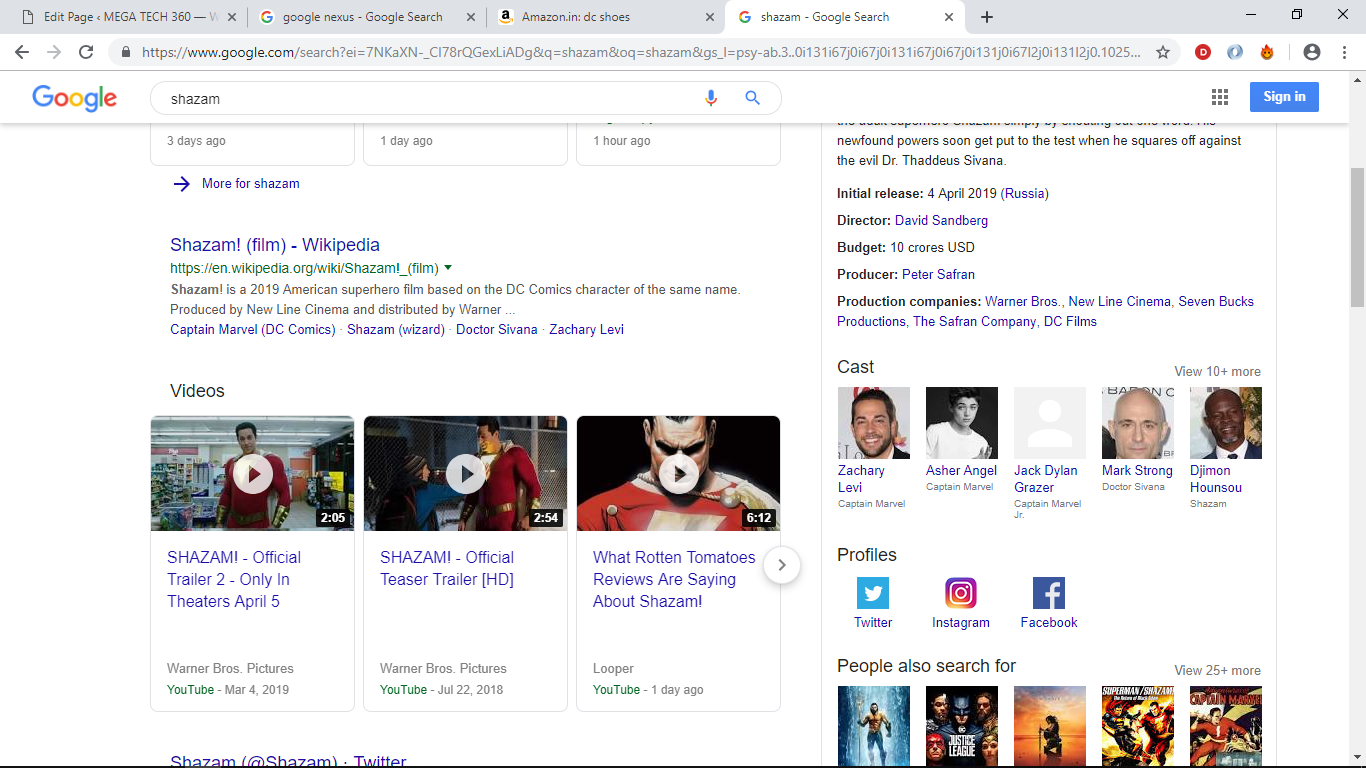 Edit Page ‹ MEGA TECH 360 —
google nexus - Google Search
Amazon.in: dc shoes
shazam - Google Search
https://www.google.com/search?ei=7NKaXN-_CI78rQGexLiADg&q=shazam&oq=shazam&gs_l=psy-ab.3..0i131i67j0i67j0i131i67j0i67j0i131j0i67l2j0i131l2j0.1025...
Google
shazam
Sign in
3 days ago
1 day ago
1 hour ago
More for shazam
Shazam! (film) - Wikipedia
https://en.wikipedia.org/wiki/Shazam!_(film)
Shazam! is a 2019 American superhero film based on the DC Comics character of the same name.
Produced by New Line Cinema and distributed by Warner ...
Captain Marvel (DC Comics) · Shazam (wizard) · Doctor Sivana · Zachary Levi
Videos
2:05
2:54
6:12
SHAZAM! - Official
Trailer 2 - Only In
Theaters April 5
Warner Bros. Pictures
YouTube - Mar 4, 2019
SHAZAM! - Official
Teaser Trailer [HD]
Warner Bros. Pictures
YouTube - Jul 22, 2018
What Rotten Tomatoes
Reviews Are Saying
About Shazam!
Looper
YouTube - 1 day ago
Shazam (@Shazam) · Twitter
the adult superhero Shazam simply by shouting out one word. His
newfound powers soon get put to the test when he squares off against
the evil Dr. Thaddeus Sivana.
Initial release: 4 April 2019 (Russia)
Director: David Sandberg
Budget: 10 crores USD
Producer: Peter Safran
Production companies: Warner Bros., New Line Cinema, Seven Bucks
Productions, The Safran Company, DC Films
Cast
View 10+ more
Zachary
Levi
Captain Marvel
Asher Angel
Captain Marvel
Jack Dylan
Grazer
Captain Marvel
Jr.
Mark Strong
Doctor Sivana
Djimon
Hounsou
Shazam
Profiles
Twitter
Instagram
Facebook
People also search for
View 25+ more
JUSTICE
LEAGUE
SUPERMAN/SHAZAM!
CAPTAIN MARVEL